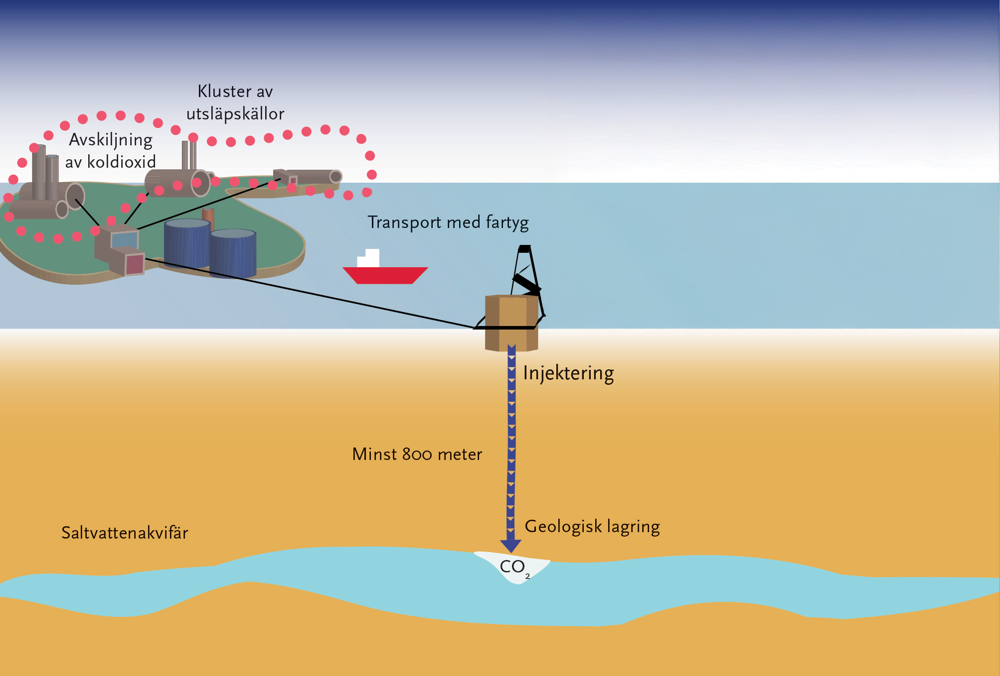 Kluster av
utsläpskällor
Avskiljning
av koldioxid
Transport med fartyg
Injektering
Minst 800 meter
Geologisk lagring
Saltvattenakvifär
CO₂